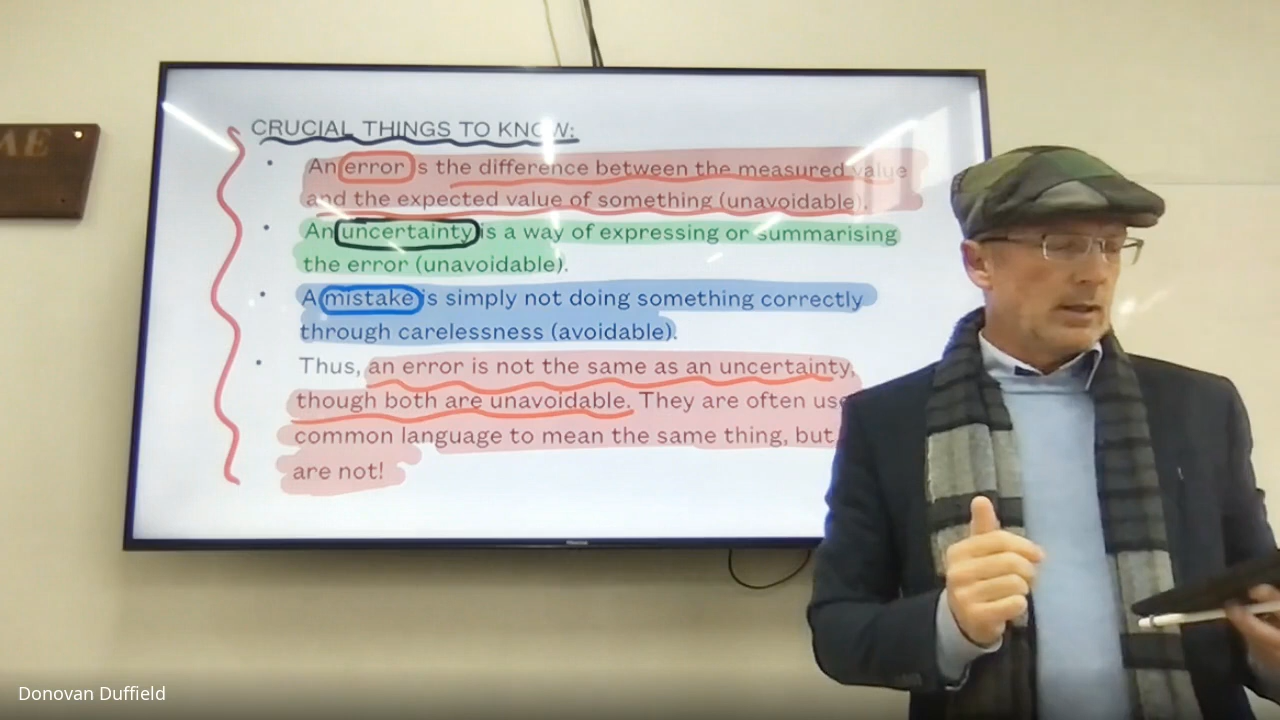 CRUCIAL THINGS TO KNOW:
• An error is the difference between the measured value
and the expected value of something (unavoidable).
• An uncertainty is a way of expressing or summarising
the error (unavoidable).
• A mistake is simply not doing something correctly
through carelessness (avoidable).
• Thus, an error is not the same as an uncertainty,
though both are unavoidable. They are often
common language to mean the same thing, but
are not!
Donovan Duffield